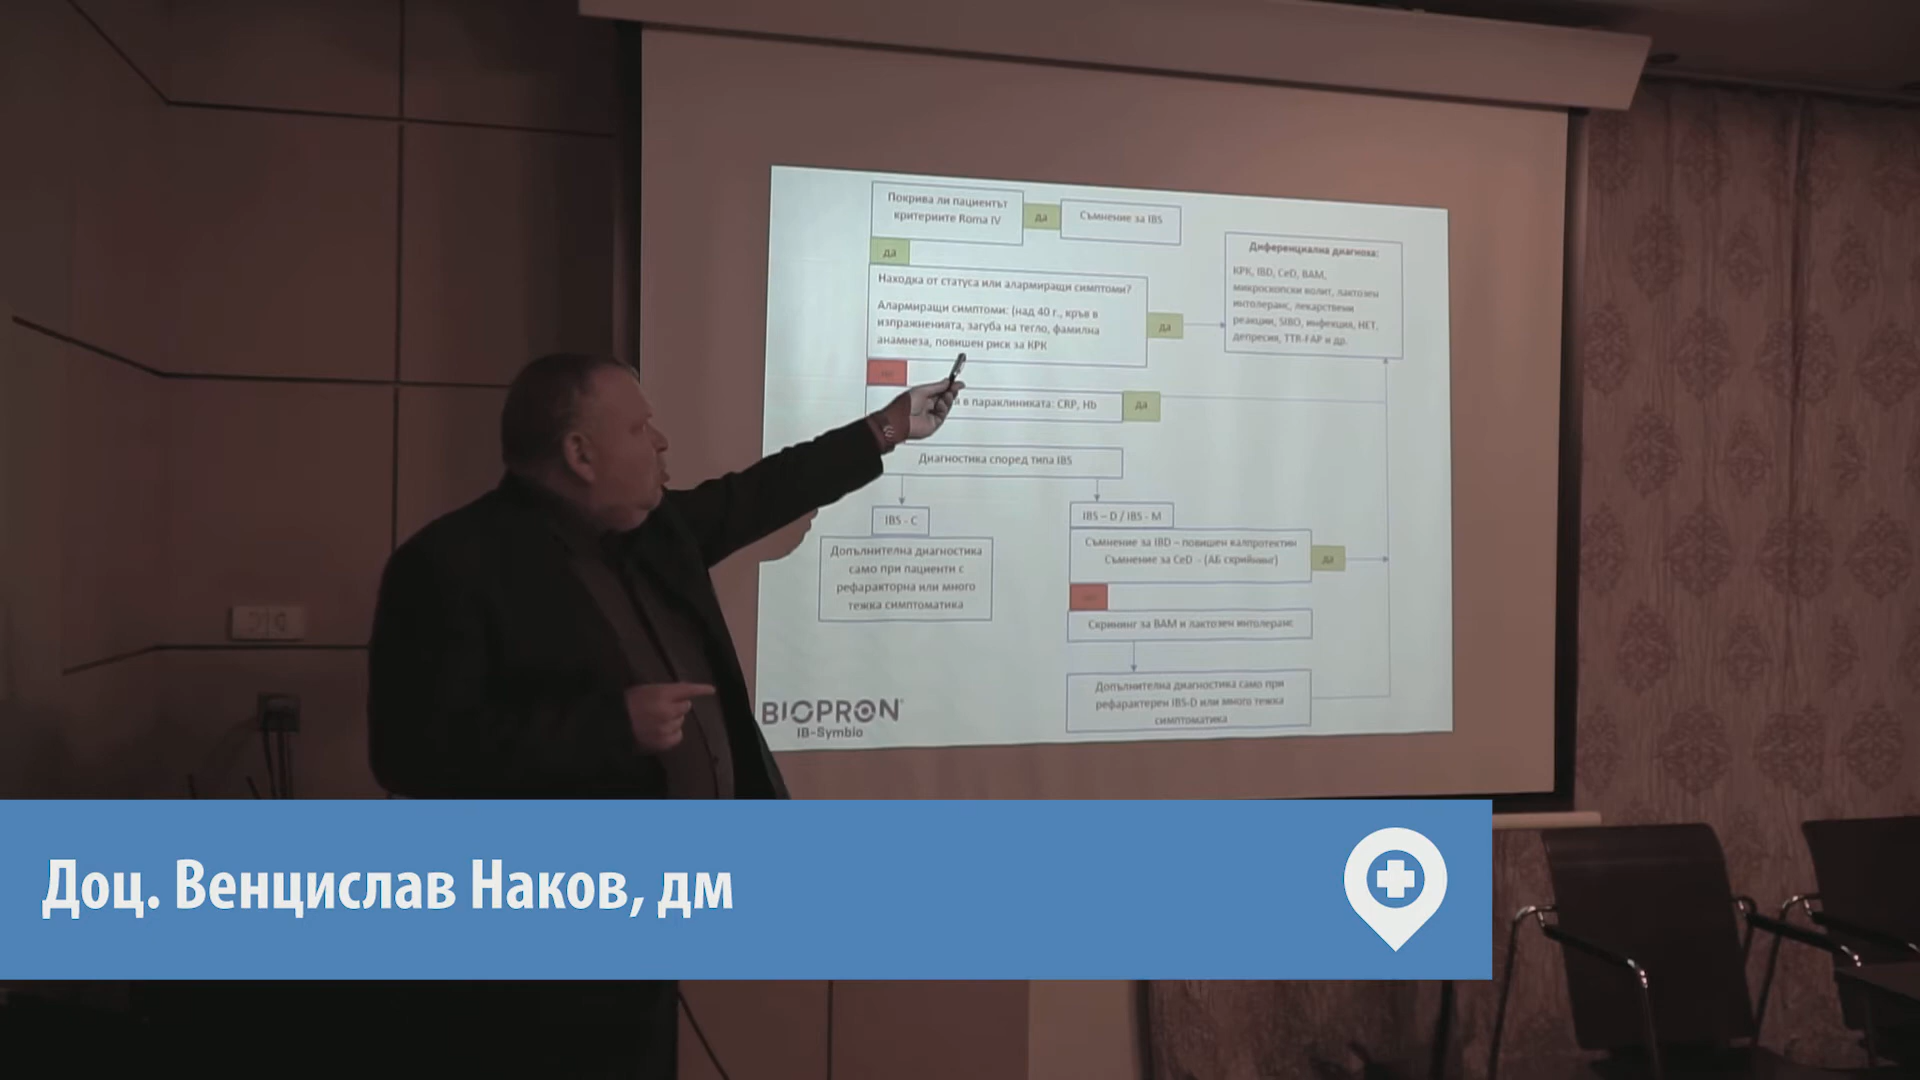 Покрива ли пациентът
критериите Roma IV
да
Съмнение за IBS
да
Находка от статуса или алармиращи симптоми?
Алармиращи симптоми: (над 40 г., кръв в
изпражненията, загуба на тегло, фамилна
анамнеза, повишен риск за КРК
да
Диференциална диагноза:
КРК, IBD, CeD, BAM,
микроскопски колит, лактозен
интолеранс, лекарствени
реакции, SIBO, инфекция, НЕТ,
депресия, TTR-FAP и др.
в параклиниката: CRP, Hb
да
Диагностика според типа IBS
IBS - C
Допълнителна диагностика
само при пациенти с
рефаракторна или много
тежка симптоматика
IBS – D / IBS - M
Съмнение за IBD – повишен калпротектин
Съмнение за CeD - (АБ скрийнинг)
да
Скрининг за BAM и лактозен интолеранс
Допълнителна диагностика само при
рефрактерен IBS-D или много тежка
симптоматика
BIOPRON
IB-Symbio
Доц. Венцислав Наков, дм